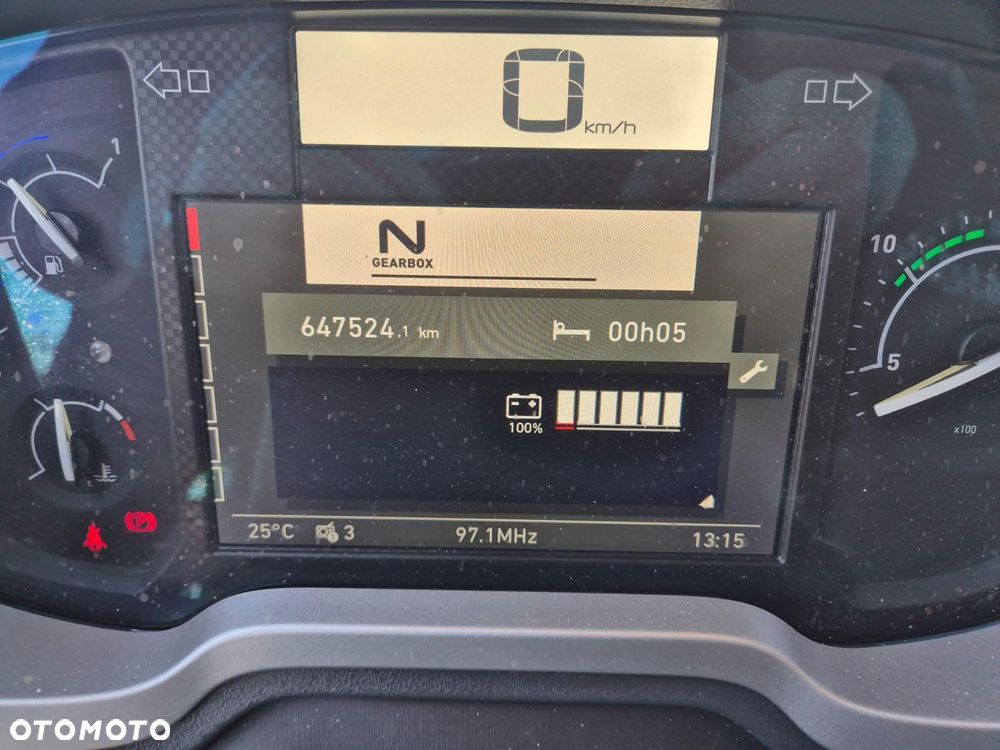 0 km/h
1
N
GEARBOX
10
647524.1 km 00h05
5
100%
x100
25°C 3 97.1MHz 13:15
OTOMOTO